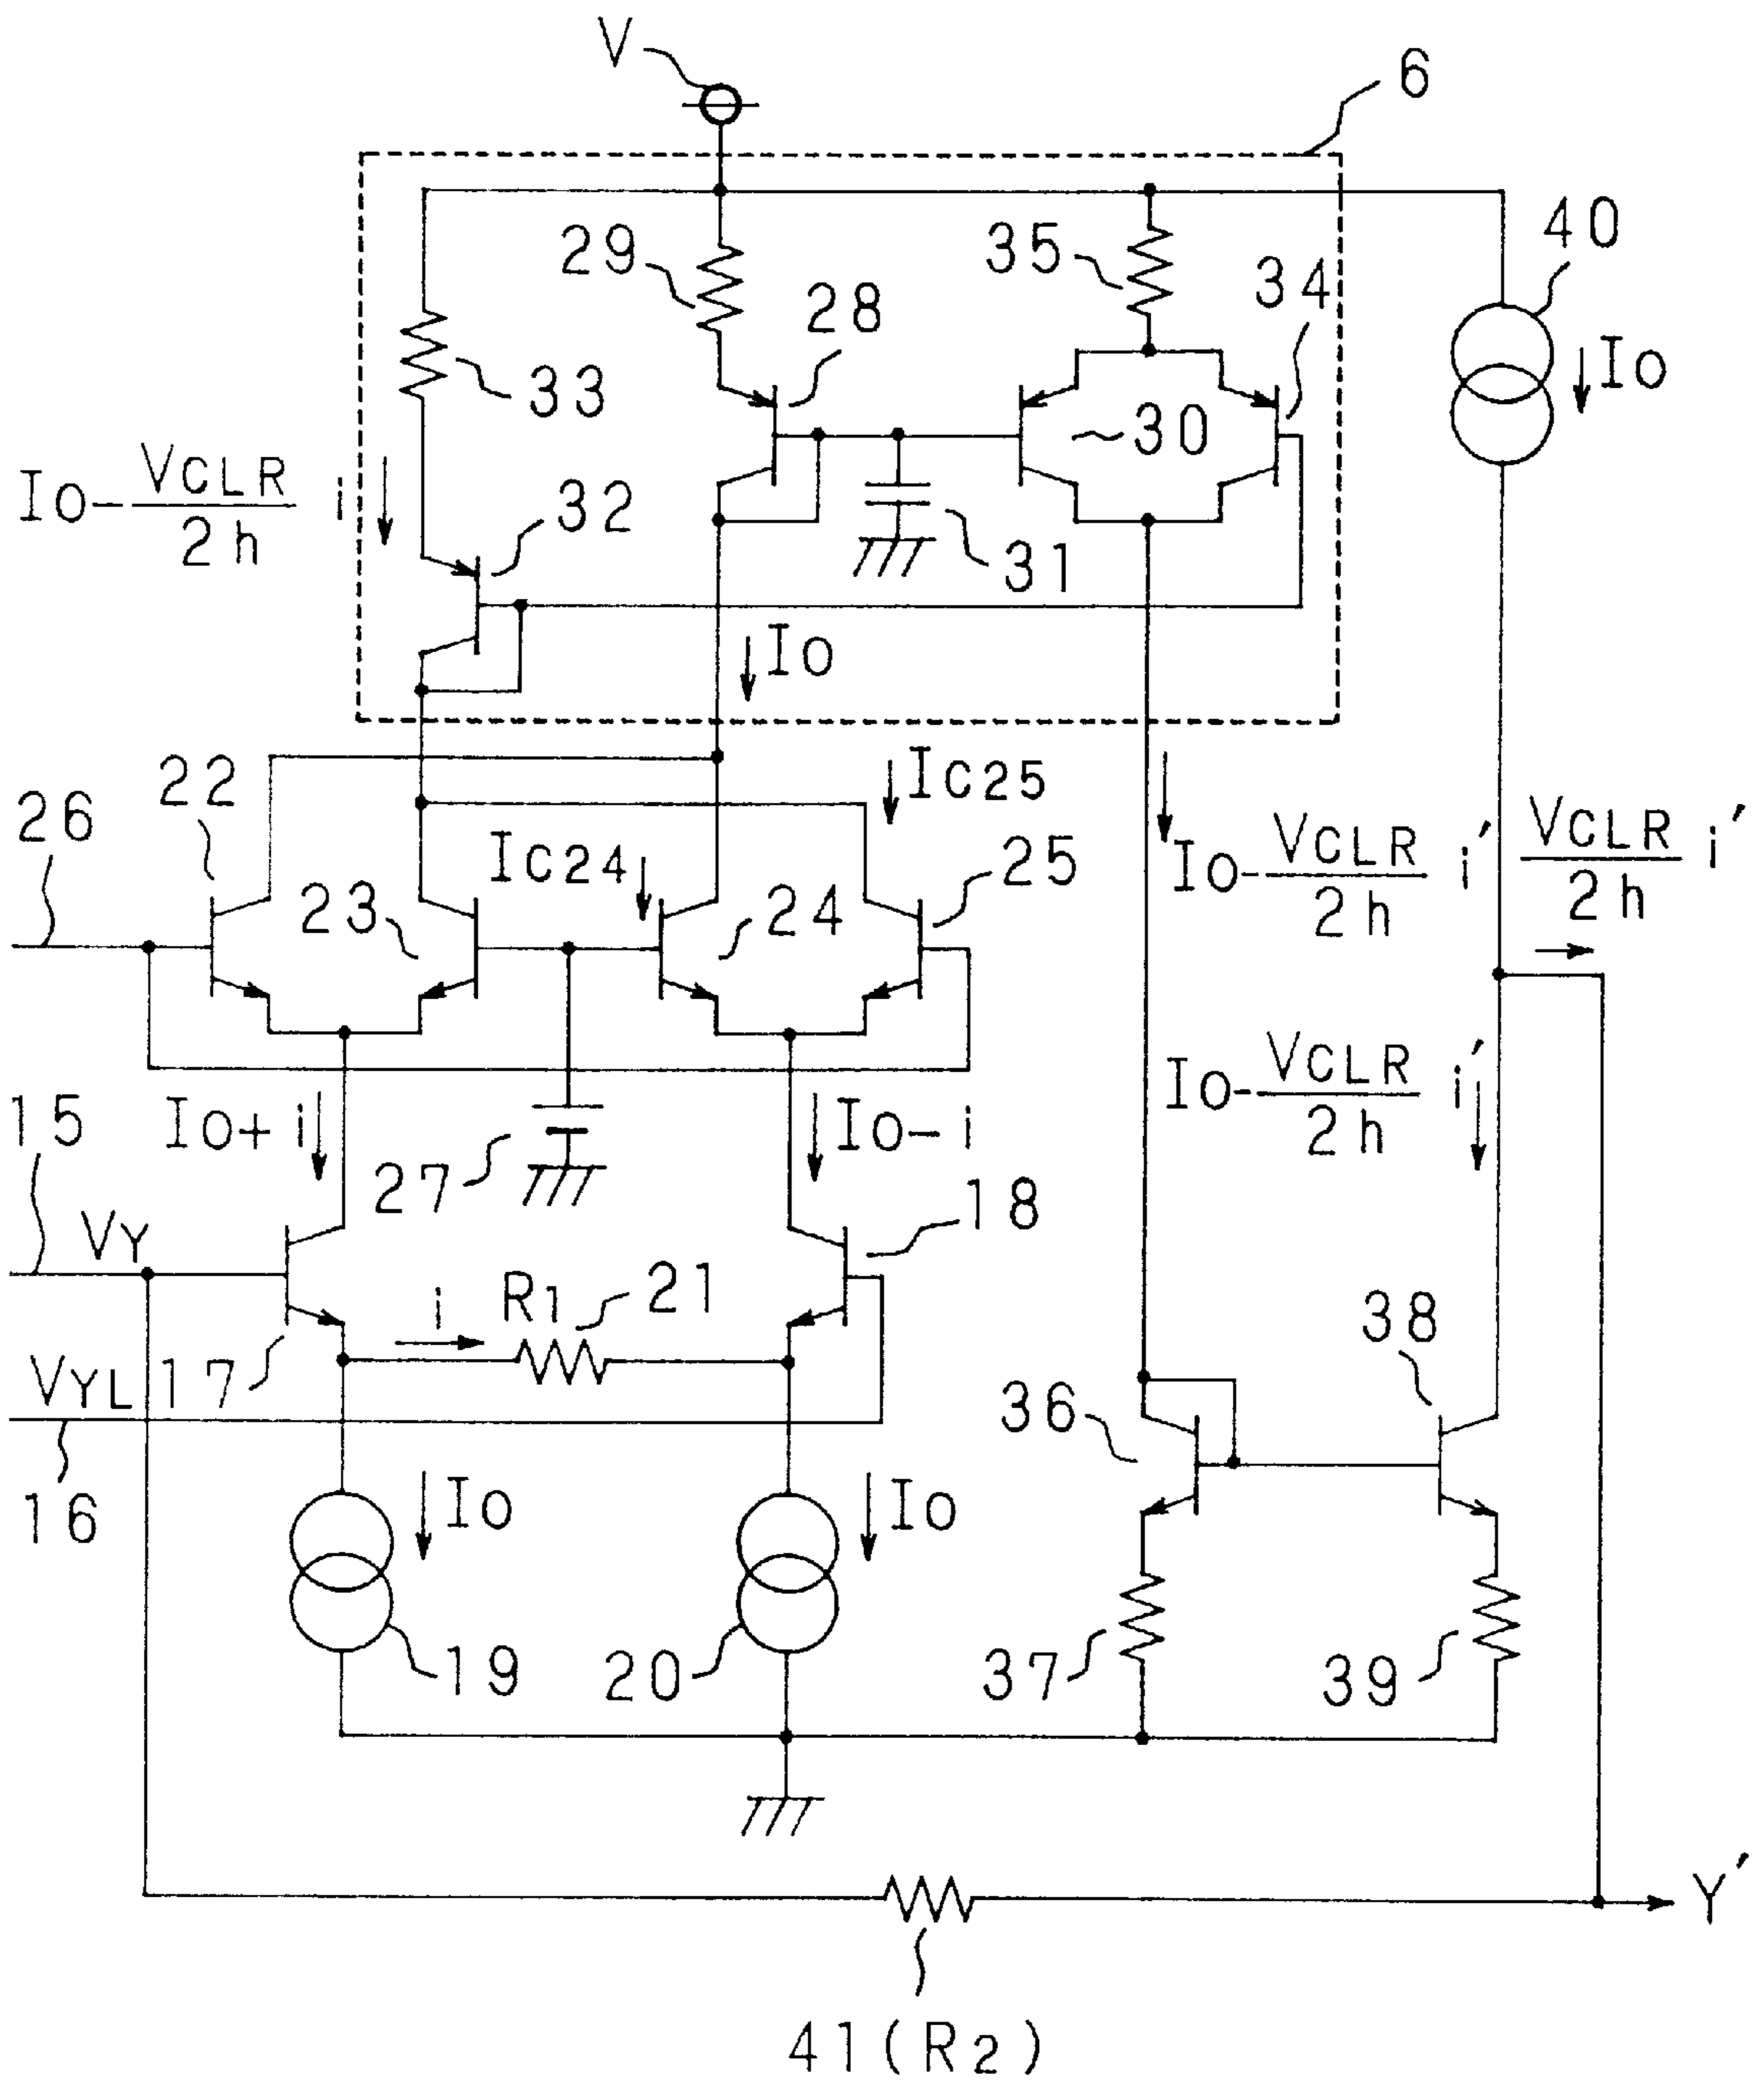 V
6
29
28
35
34
40
Io
33
~30
Io - VCLR/2h i
32
31
Io
22
IC25
26
IC24
25
23
24
Io - VCLR/2h i′
VCLR/2h i′
Io + i
Io - i
Io - VCLR/2h i′
15
27
18
VY
i
R1
21
38
VYL
17
36
16
Io
Io
19
20
37
39
Y′
41(R2)